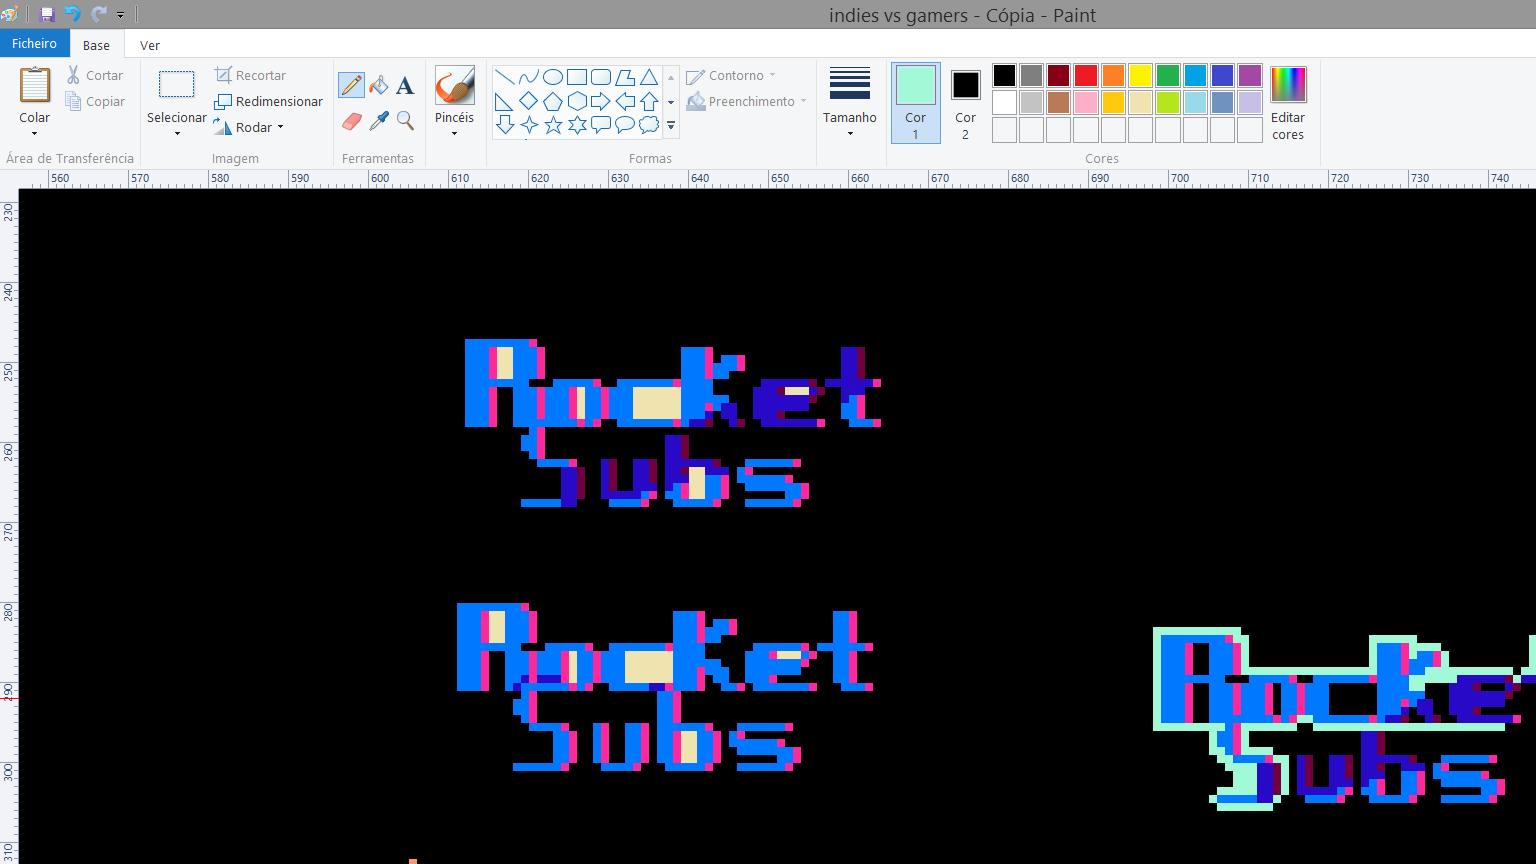 indies vs gamers - Cópia - Paint
Ficheiro Base Ver
Colar
Cortar
Copiar
Área de Transferência
Selecionar
Recortar
Redimensionar
Rodar
Imagem
A
Ferramentas
Pincéis
Contorno
Preenchimento
Formas
Tamanho
Cor 1
Cor 2
Editar cores
Cores
560 570 580 590 600 610 620 630 640 650 660 670 680 690 700 710 720 730 740
230
240
250
260
270
280
290
300
310
Rocket
Subs
Rocket
Subs
Rocke
Subs